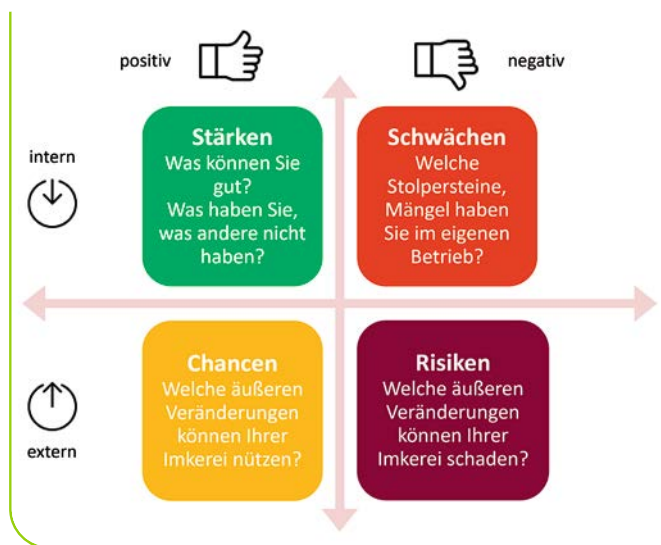 positiv
negativ
intern
Stärken
Was können Sie
gut?
Was haben Sie,
was andere nicht
haben?
Schwächen
Welche
Stolpersteine,
Mängel haben
Sie im eigenen
Betrieb?
extern
Chancen
Welche äußeren
Veränderungen
können Ihrer
Imkerei nützen?
Risiken
Welche äußeren
Veränderungen
können Ihrer
Imkerei schaden?